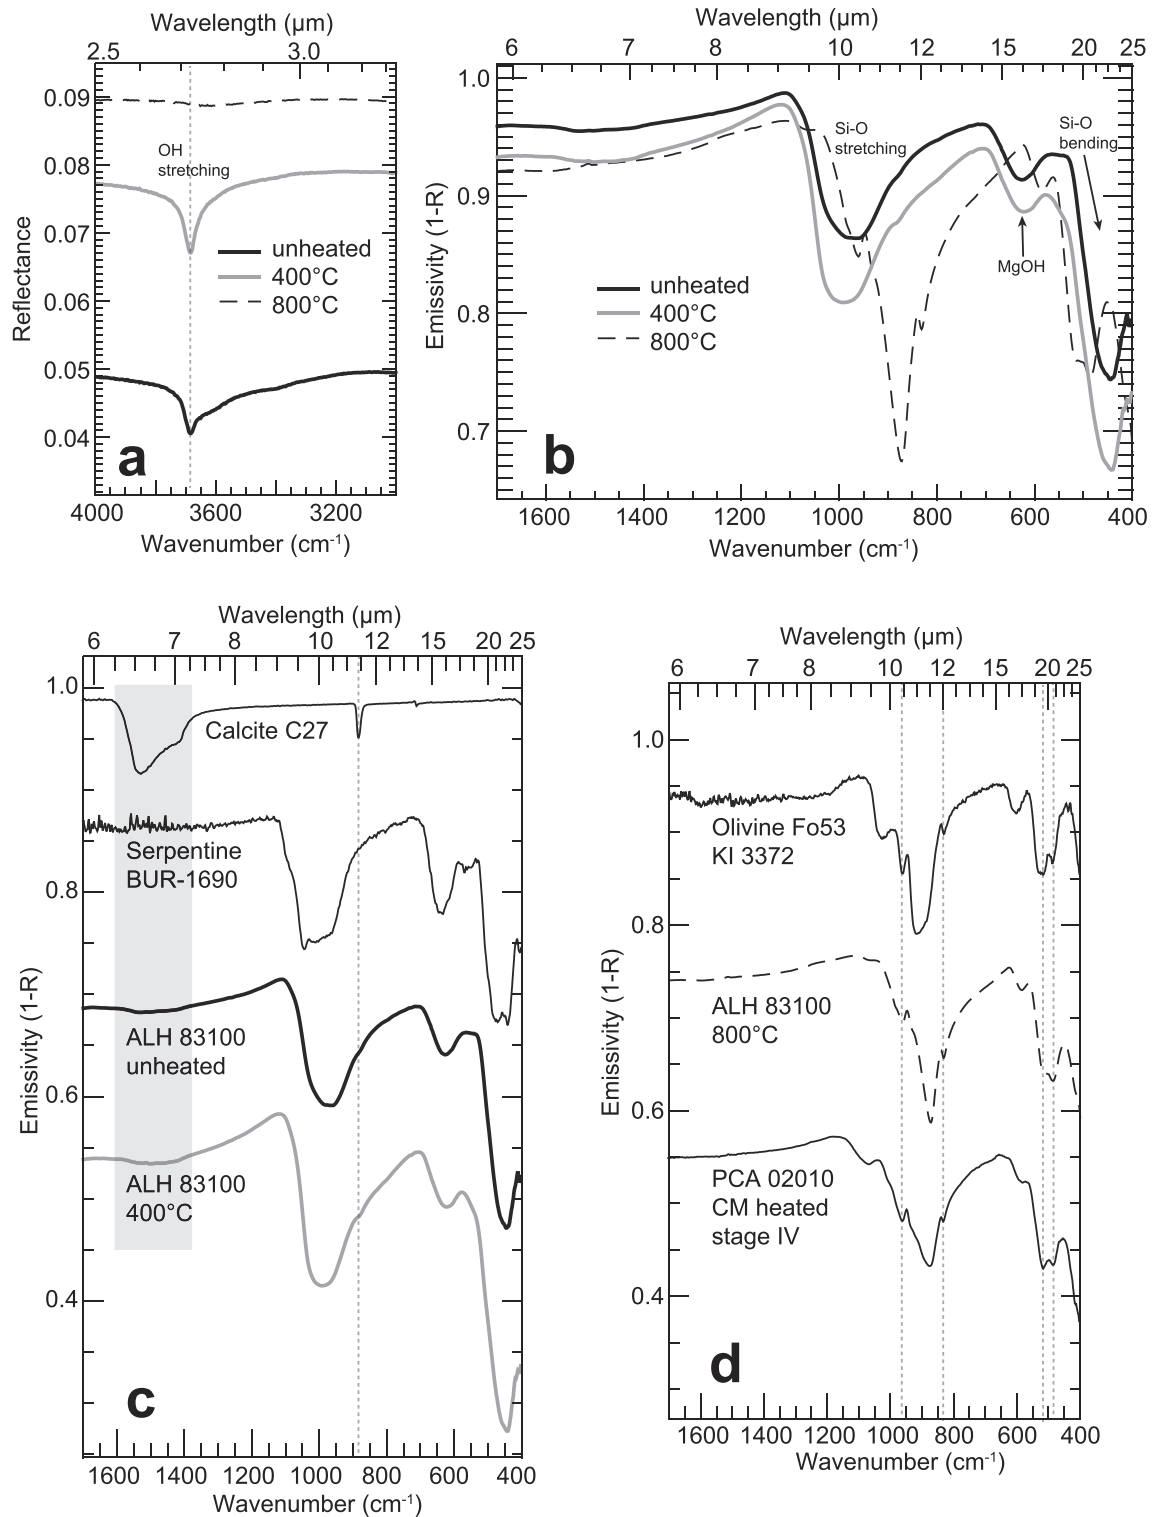 Wavelength (µm)
2.5 3.0
0.09
0.08
0.07
0.06
0.05
0.04
Reflectance
OH
stretching
unheated
400°C
800°C
a
4000 3600 3200
Wavenumber (cm-1)
Wavelength (µm)
6 7 8 10 12 15 20 25
1.0
0.9
0.8
0.7
Emissivity (1-R)
Si-O
stretching
Si-O
bending
MgOH
unheated
400°C
800°C
b
1600 1400 1200 1000 800 600 400
Wavenumber (cm-1)
Wavelength (µm)
6 7 8 10 12 15 20 25
1.0
0.8
0.6
0.4
Emissivity (1-R)
Calcite C27
Serpentine
BUR-1690
ALH 83100
unheated
ALH 83100
400°C
c
1600 1400 1200 1000 800 600 400
Wavenumber (cm-1)
Wavelength (µm)
6 7 8 10 12 15 20 25
1.0
0.8
0.6
0.4
Emissivity (1-R)
Olivine Fo53
KI 3372
ALH 83100
800°C
PCA 02010
CM heated
stage IV
d
1600 1400 1200 1000 800 600 400
Wavenumber (cm-1)